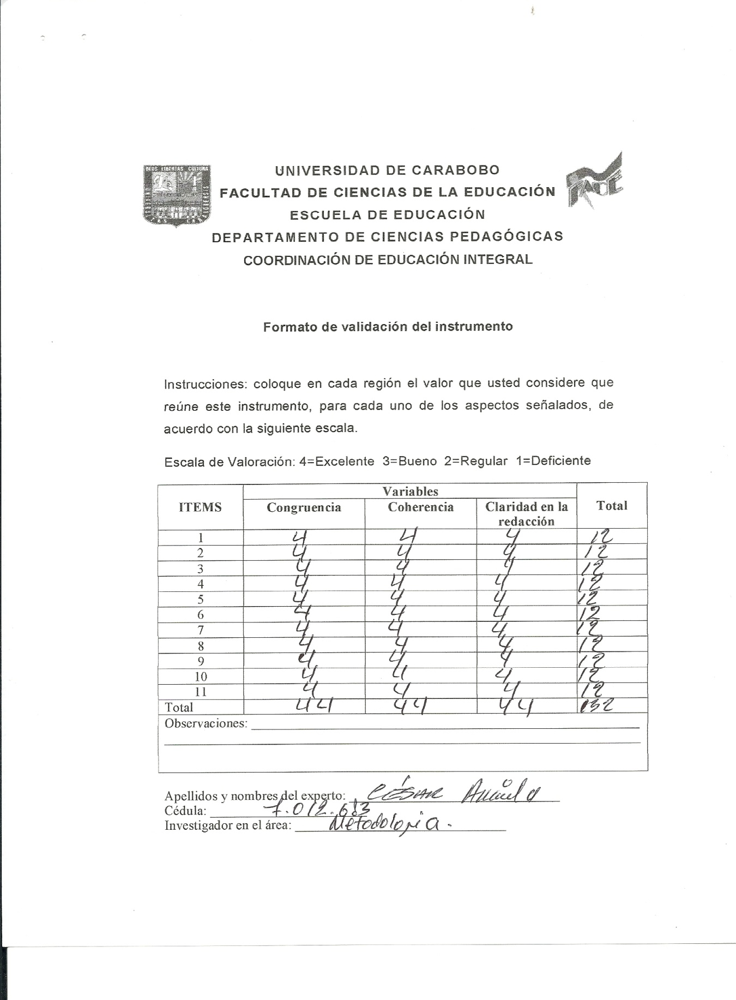 DEUS LIBERTAS CULTURA
UNIVERSIDAD DE CARABOBO
FACULTAD DE CIENCIAS DE LA EDUCACIÓN
ESCUELA DE EDUCACIÓN
DEPARTAMENTO DE CIENCIAS PEDAGÓGICAS
COORDINACIÓN DE EDUCACIÓN INTEGRAL
Formato de validación del instrumento
Instrucciones: coloque en cada región el valor que usted considere que
reúne este instrumento, para cada uno de los aspectos señalados, de
acuerdo con la siguiente escala.
Escala de Valoración: 4=Excelente 3=Bueno 2=Regular 1=Deficiente
ITEMS Variables Total
Congruencia Coherencia Claridad en la
redacción
1 4 4 4 12
2 4 4 4 12
3 4 4 4 12
4 4 4 4 12
5 4 4 4 12
6 4 4 4 12
7 4 4 4 12
8 4 4 4 12
9 4 4 4 12
10 4 4 4 12
11 4 4 4 12
Total 44 44 44 132
Observaciones:
Apellidos y nombres del experto: CÉSAR
Cédula: 7.012.683
Investigador en el área: Metodología.